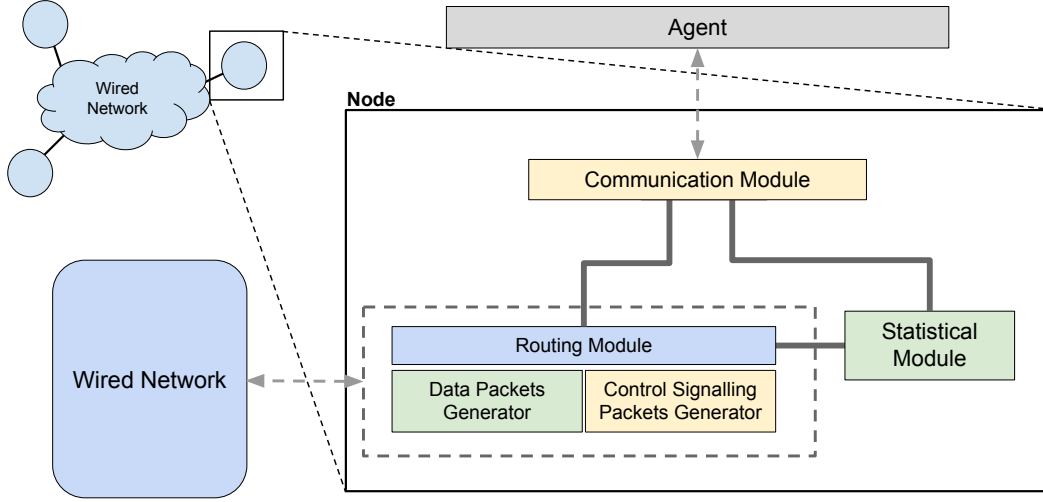 Agent
Wired
Network
Node
Communication Module
Statistical
Module
Routing Module
Wired Network
Data Packets
Generator
Control Signalling
Packets Generator